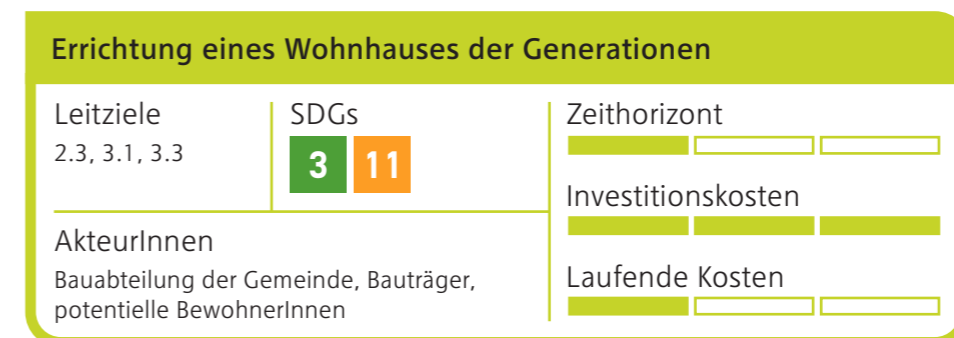 Errichtung eines Wohnhauses der Generationen
Leitziele
2.3, 3.1, 3.3
SDGs
3 11
AkteurInnen
Bauabteilung der Gemeinde, Bauträger,
potentielle BewohnerInnen
Zeithorizont
Investitionskosten
Laufende Kosten